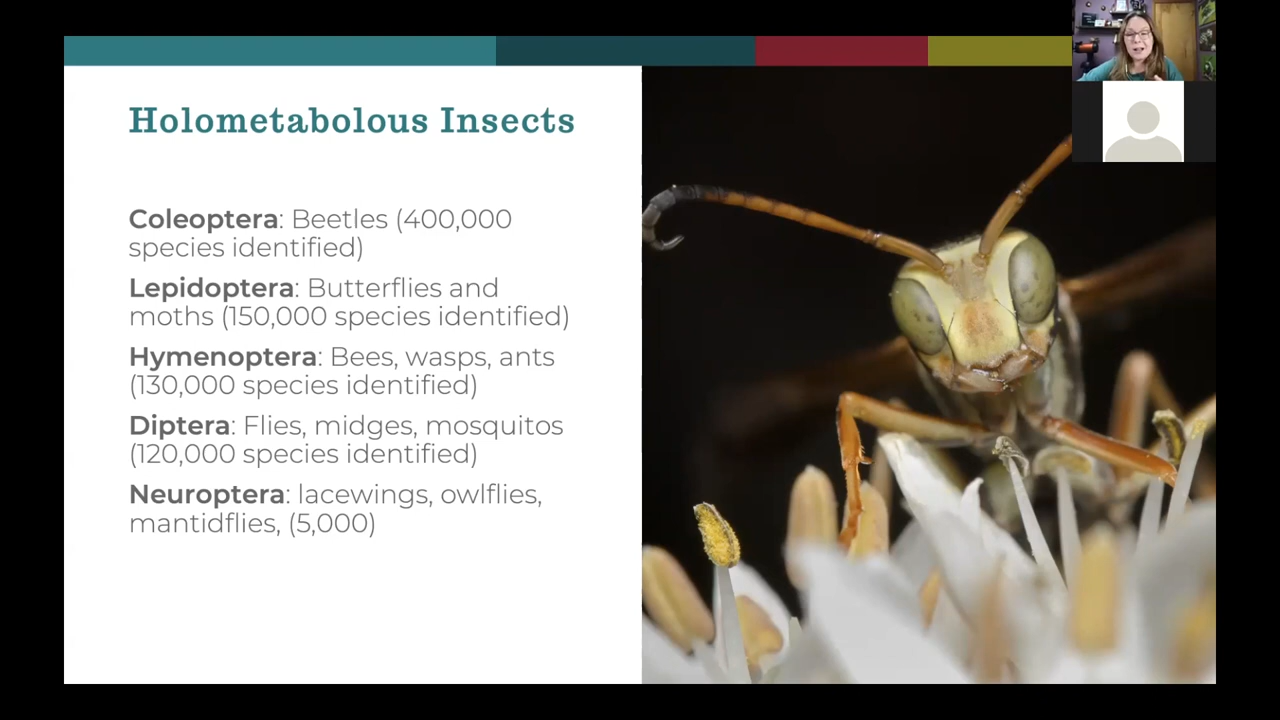 Holometabolous Insects
Coleoptera: Beetles (400,000
species identified)
Lepidoptera: Butterflies and
moths (150,000 species identified)
Hymenoptera: Bees, wasps, ants
(130,000 species identified)
Diptera: Flies, midges, mosquitos
(120,000 species identified)
Neuroptera: lacewings, owlflies,
mantidflies, (5,000)